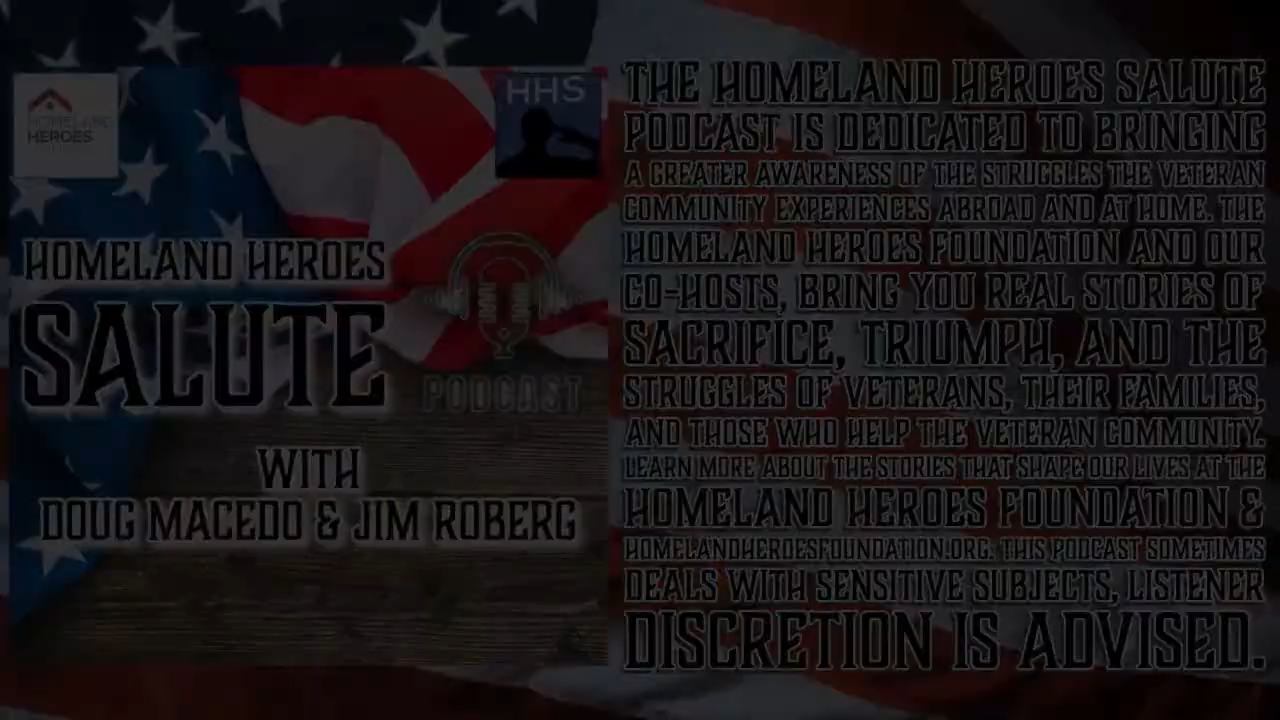 HOMELAND
HEROES
HHS
HOMELAND HEROES
SALUTE
PODCAST
WITH
DOUG MACEDO & JIM ROBERG
THE HOMELAND HEROES SALUTE
PODCAST IS DEDICATED TO BRINGING
A GREATER AWARENESS OF THE STRUGGLES THE VETERAN
COMMUNITY EXPERIENCES ABROAD AND AT HOME. THE
HOMELAND HEROES FOUNDATION AND OUR
CO-HOSTS, BRING YOU REAL STORIES OF
SACRIFICE, TRIUMPH, AND THE
STRUGGLES OF VETERANS, THEIR FAMILIES,
AND THOSE WHO HELP THE VETERAN COMMUNITY.
LEARN MORE ABOUT THE STORIES THAT SHAPE OUR LIVES AT THE
HOMELAND HEROES FOUNDATION &
HOMELANDHEROESFOUNDATION.ORG. THIS PODCAST SOMETIMES
DEALS WITH SENSITIVE SUBJECTS, LISTENER
DISCRETION IS ADVISED.